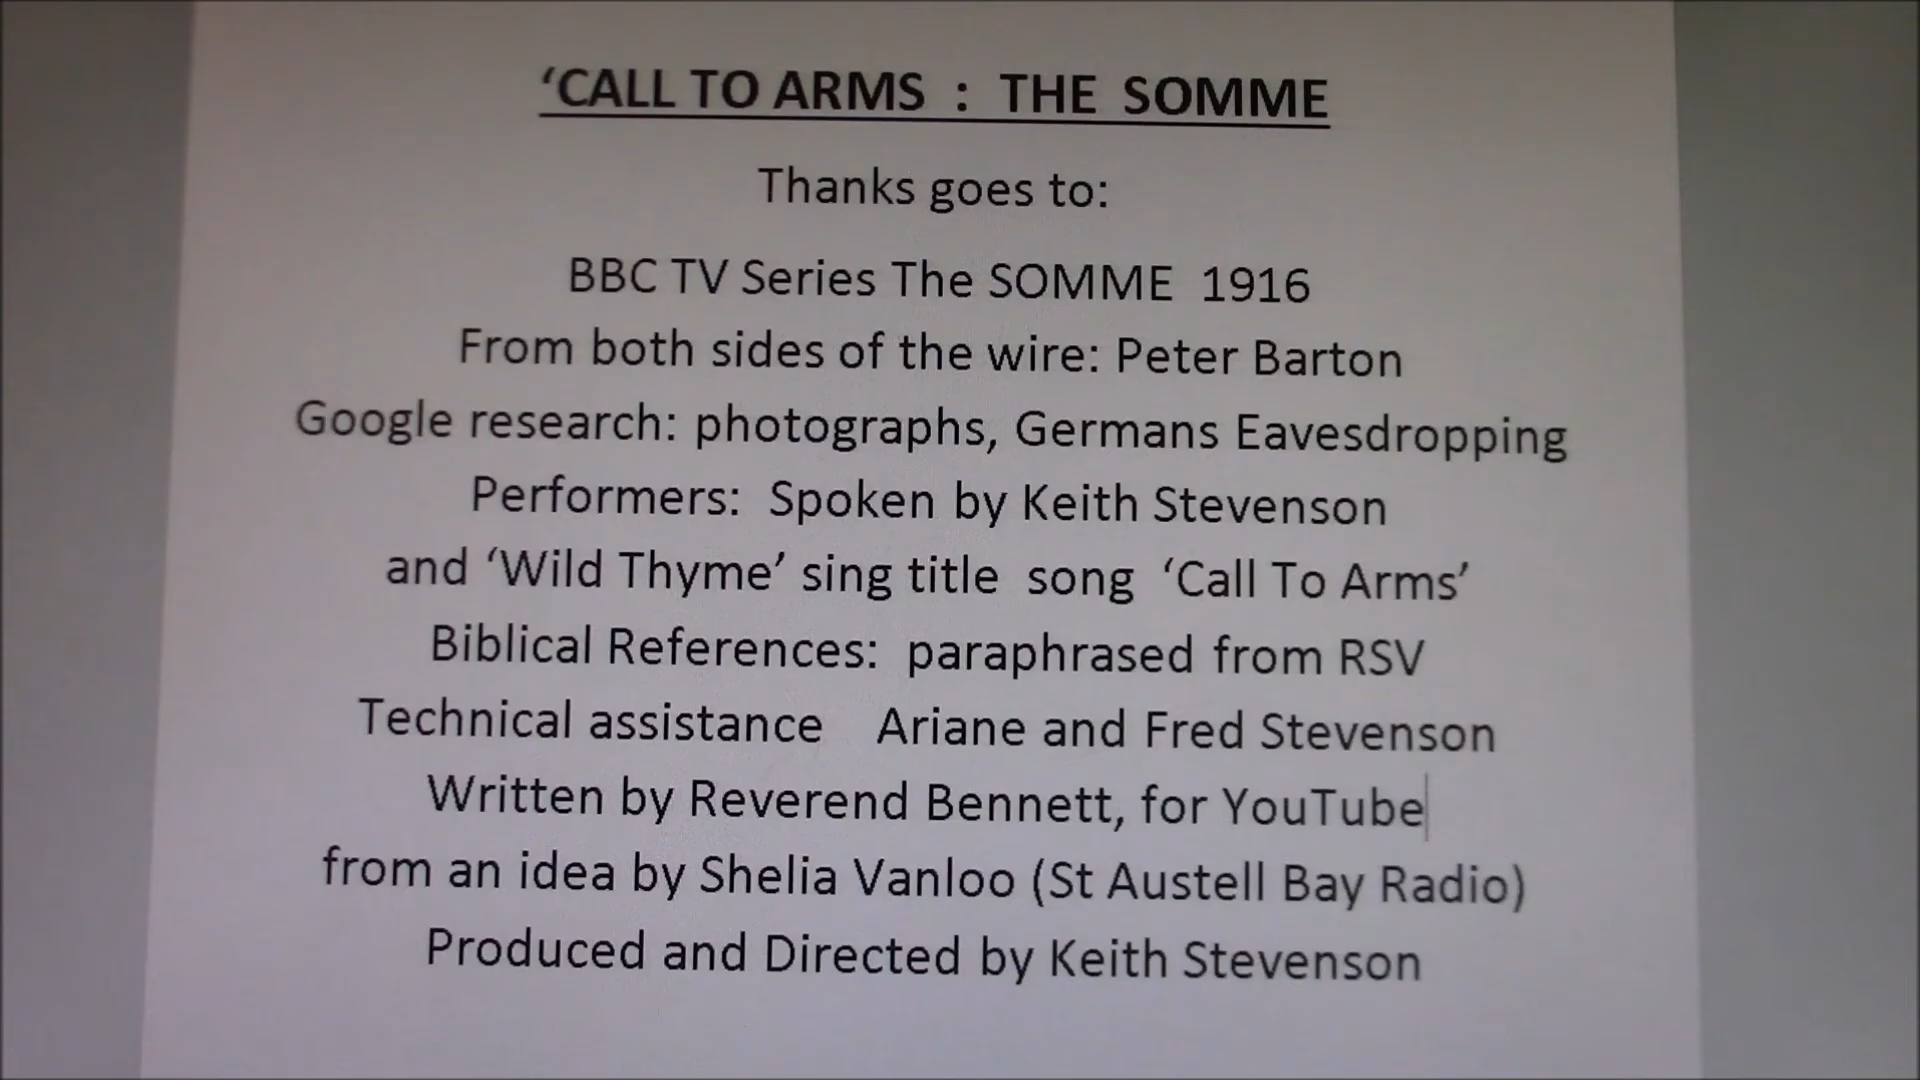 ‘CALL TO ARMS : THE SOMME
Thanks goes to:
BBC TV Series The SOMME 1916
From both sides of the wire: Peter Barton
Google research: photographs, Germans Eavesdropping
Performers: Spoken by Keith Stevenson
and ‘Wild Thyme’ sing title song ‘Call To Arms’
Biblical References: paraphrased from RSV
Technical assistance Ariane and Fred Stevenson
Written by Reverend Bennett, for YouTube
from an idea by Shelia Vanloo (St Austell Bay Radio)
Produced and Directed by Keith Stevenson